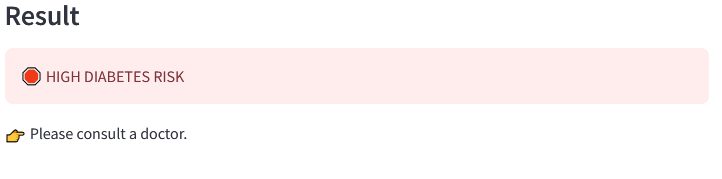 Result
🛑 HIGH DIABETES RISK
👉 Please consult a doctor.